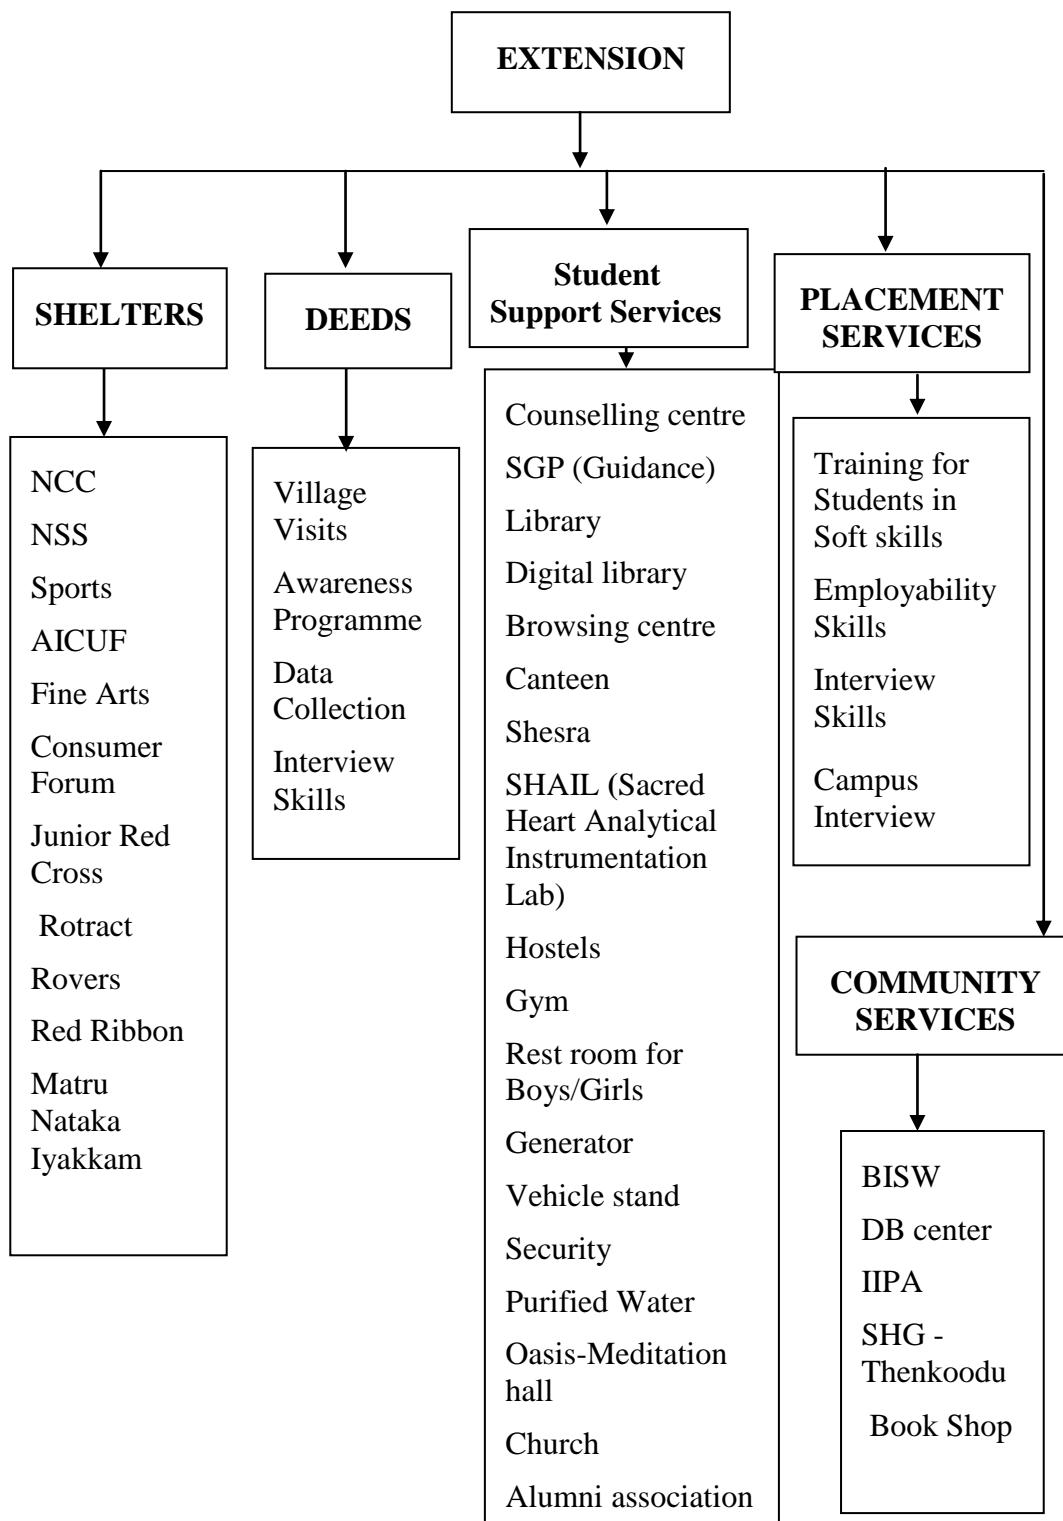 EXTENSION
SHELTERS
DEEDS
Student
Support Services
PLACEMENT
SERVICES
NCC
NSS
Sports
AICUF
Fine Arts
Consumer
Forum
Junior Red
Cross
Rotract
Rovers
Red Ribbon
Matru
Nataka
Iyakkam
Village
Visits
Awareness
Programme
Data
Collection
Interview
Skills
Counselling centre
SGP (Guidance)
Library
Digital library
Browsing centre
Canteen
Shesra
SHAIL (Sacred
Heart Analytical
Instrumentation
Lab)
Hostels
Gym
Rest room for
Boys/Girls
Generator
Vehicle stand
Security
Purified Water
Oasis-Meditation
hall
Church
Alumni association
Training for
Students in
Soft skills
Employability
Skills
Interview
Skills
Campus
Interview
COMMUNITY
SERVICES
BISW
DB center
IIPA
SHG -
Thenkoodu
Book Shop